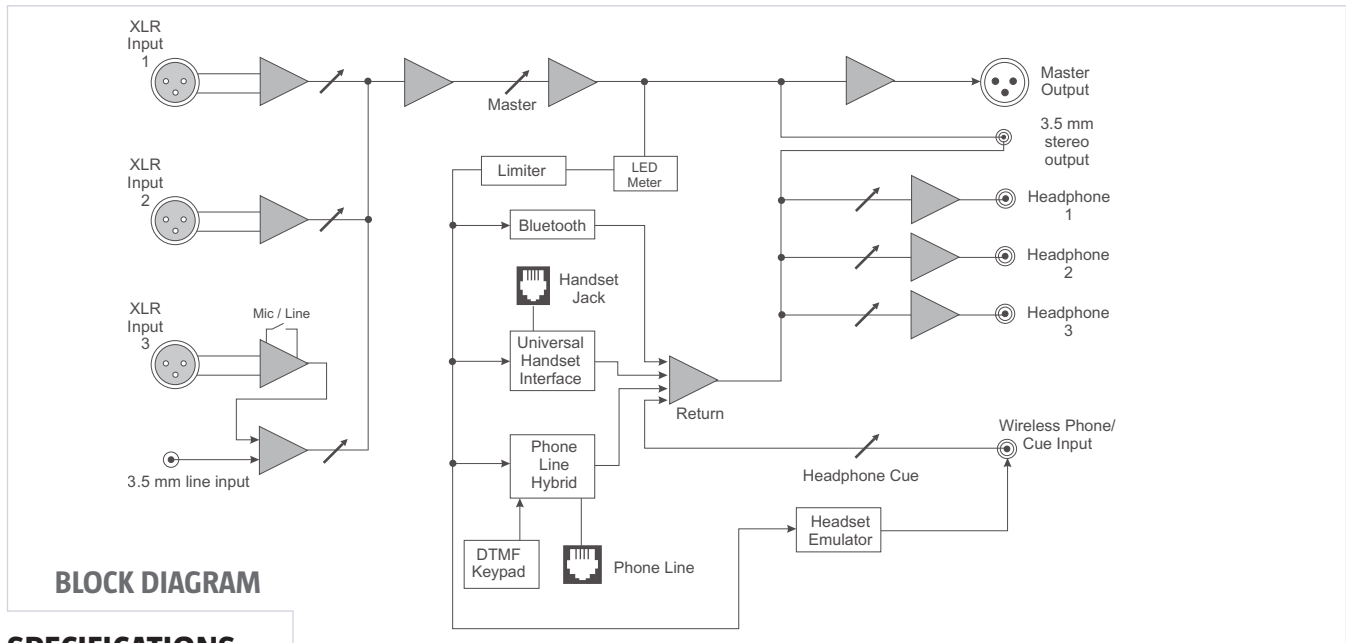 XLR
Input
1
Master
Master
Output
3.5 mm
stereo
output
XLR
Input
2
Limiter
LED
Meter
Headphone
1
Bluetooth
Handset
Jack
Headphone
2
XLR
Input
3
Mic / Line
Universal
Handset
Interface
Headphone
3
Return
Phone
Line
Hybrid
Wireless Phone/
Cue Input
3.5 mm line input
Headphone Cue
Headset
Emulator
DTMF
Keypad
Phone Line
BLOCK DIAGRAM
SPECIFICATIONS